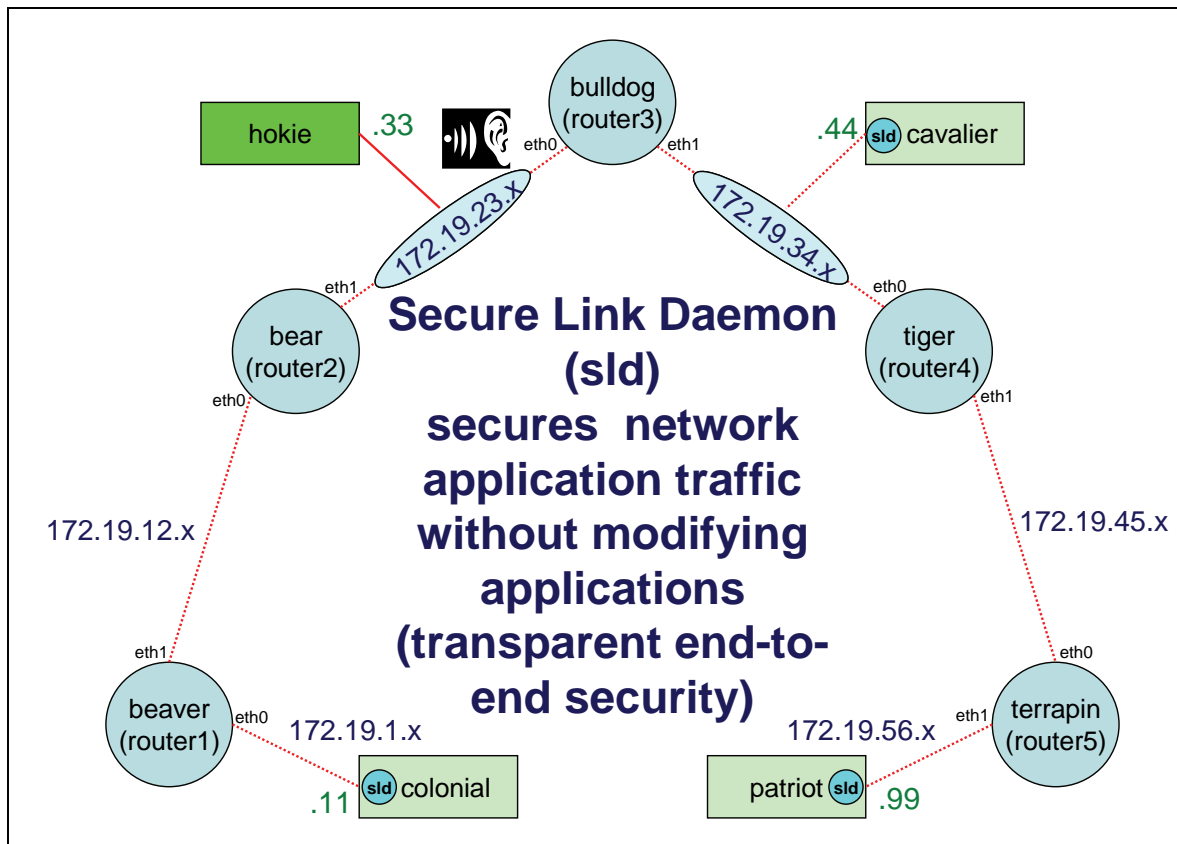 bulldog
(router3)
hokie
.33
eth0
eth1
.44
sld
cavalier
172.19.23.x
172.19.34.x
eth1
eth0
bear
(router2)
tiger
(router4)
eth0
eth1
Secure Link Daemon
(sld)
secures network
application traffic
without modifying
applications
(transparent end-to-
end security)
172.19.12.x
172.19.45.x
eth1
eth0
beaver
(router1)
eth0
172.19.1.x
172.19.56.x
eth1
terrapin
(router5)
.11
sld
colonial
patriot
sld
.99